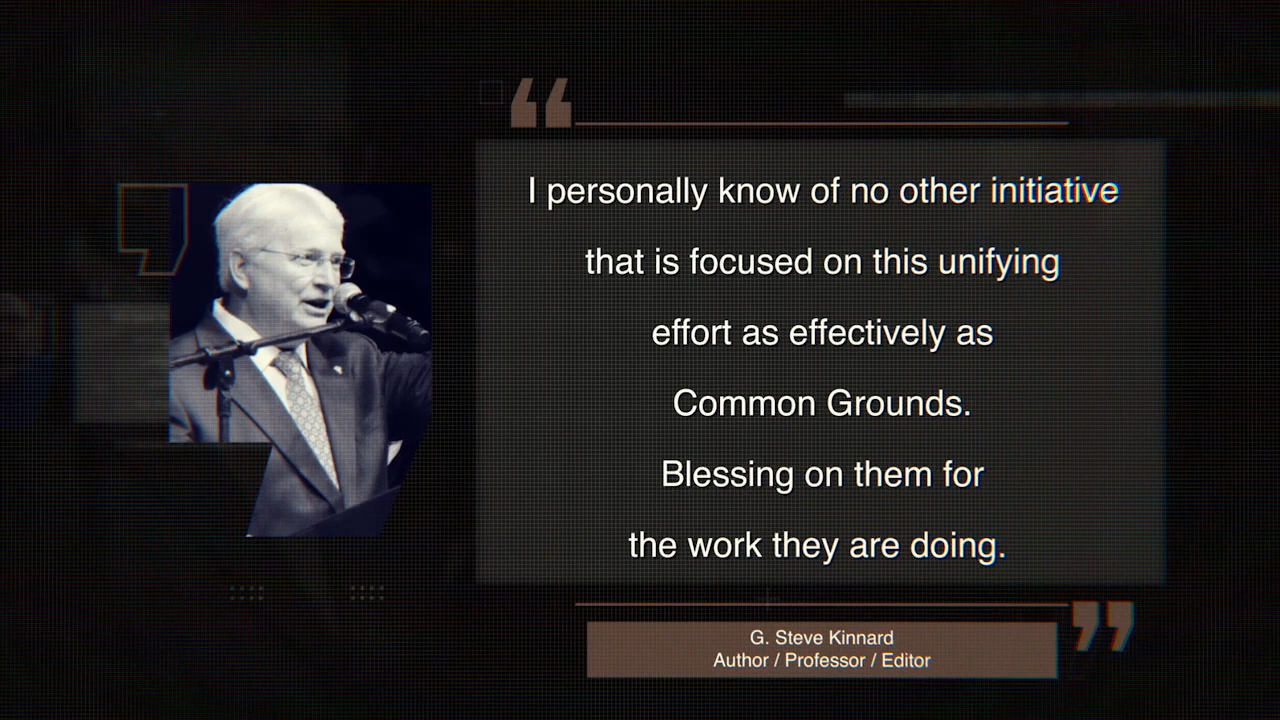 I personally know of no other initiative
that is focused on this unifying
effort as effectively as
Common Grounds.
Blessing on them for
the work they are doing.
G. Steve Kinnard
Author / Professor / Editor